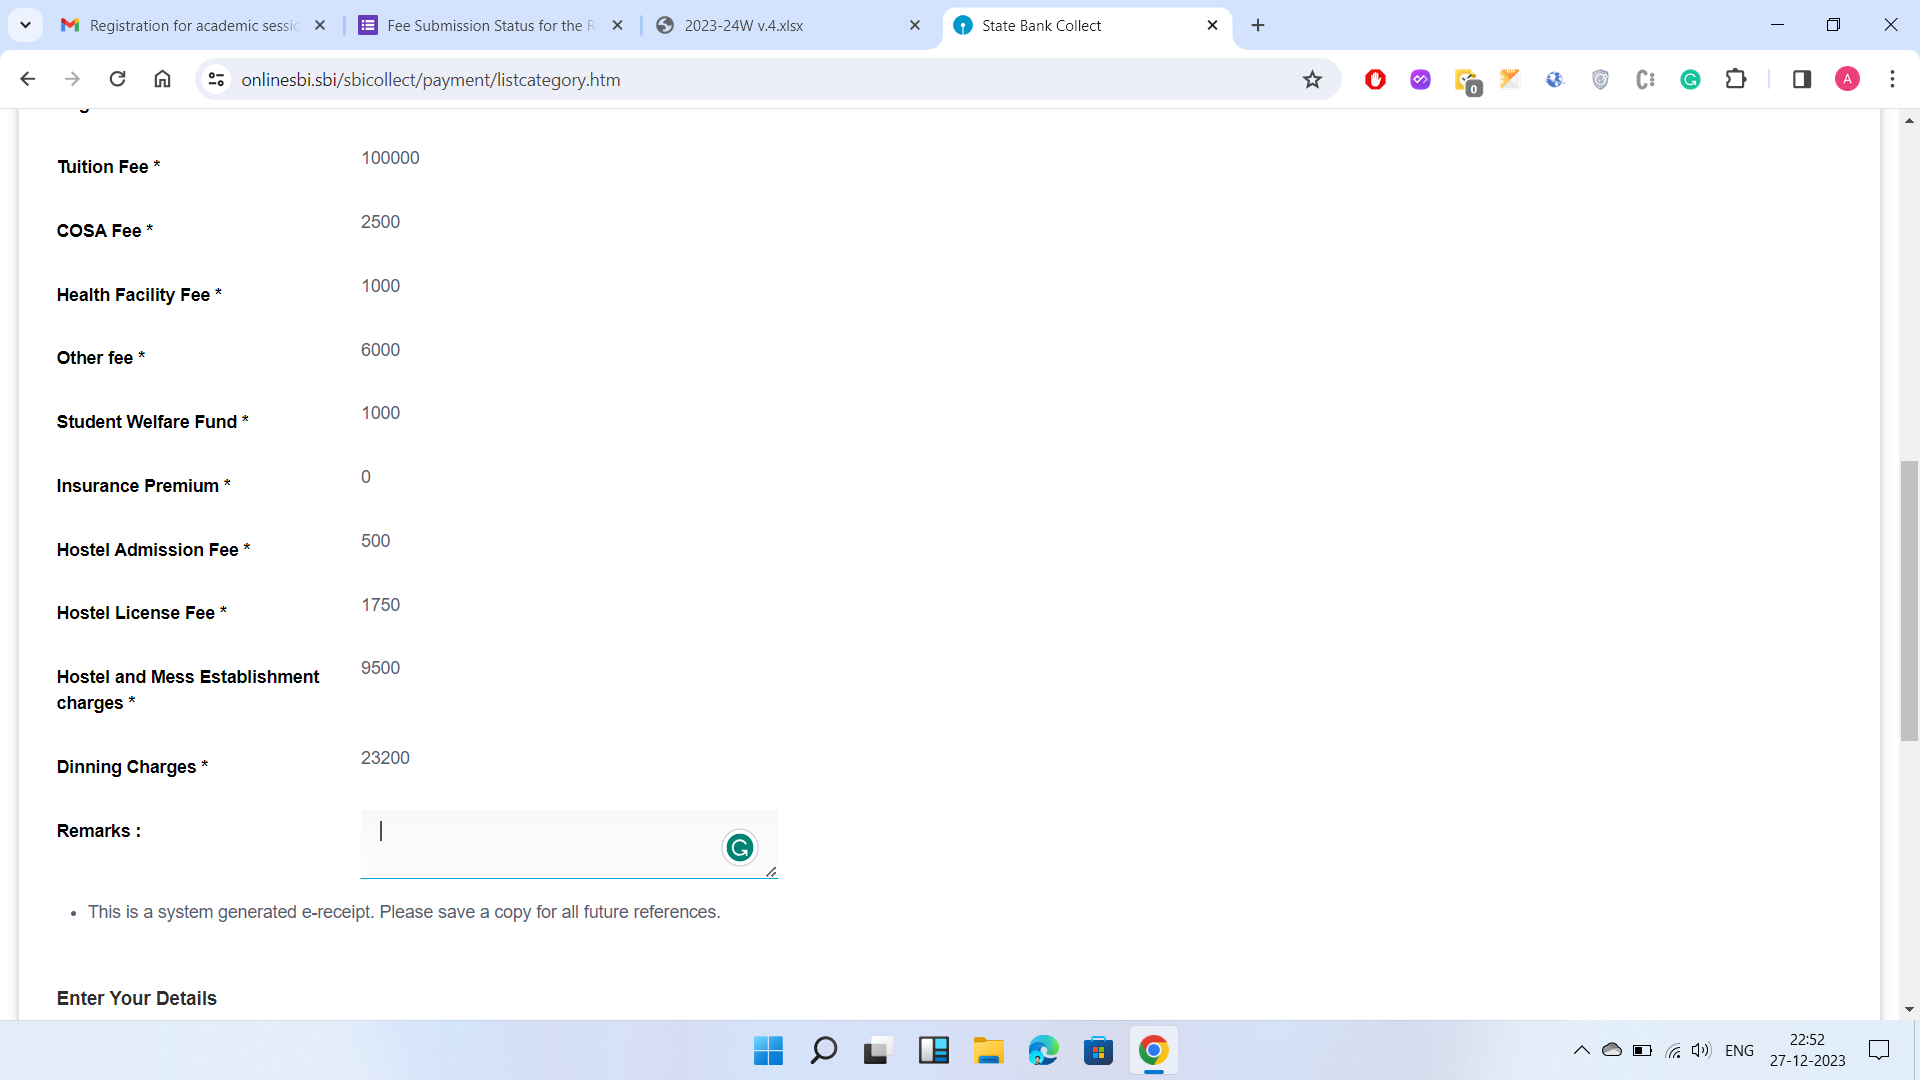 Registration for academic sessi
Fee Submission Status for the R
2023-24W v.4.xlsx
State Bank Collect
onlinesbi.sbi/sbicollect/payment/listcategory.htm
0
A
Tuition Fee * 100000
COSA Fee * 2500
Health Facility Fee * 1000
Other fee * 6000
Student Welfare Fund * 1000
Insurance Premium * 0
Hostel Admission Fee * 500
Hostel License Fee * 1750
Hostel and Mess Establishment 9500
charges *
Dinning Charges * 23200
Remarks :
• This is a system generated e-receipt. Please save a copy for all future references.
Enter Your Details
ENG
22:52
27-12-2023